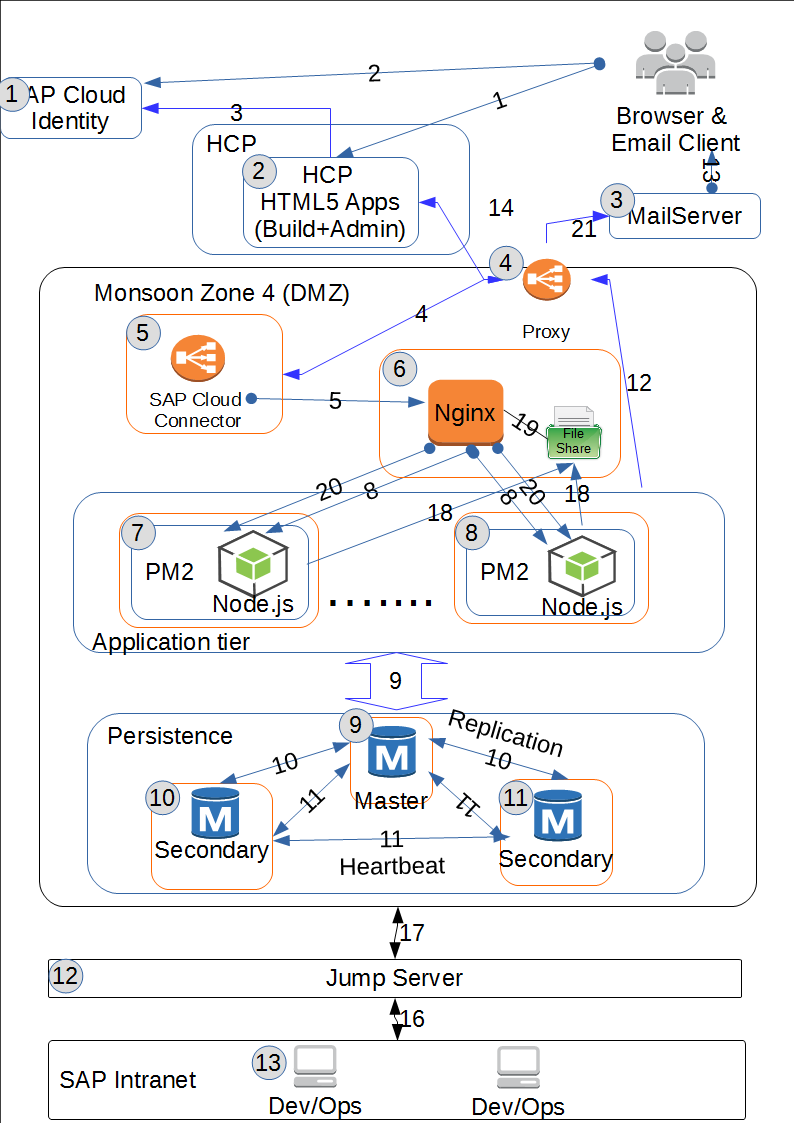 2
1
AP Cloud
Identity
1
3
HCP
2
HCP
HTML5 Apps
(Build+Admin)
Browser &
Email Client
13
3
MailServer
14
21
4
Monsoon Zone 4 (DMZ)
Proxy
4
5
SAP Cloud
Connector
5
6
Nginx
19
File
Share
12
20
8
18
8
20
18
7
PM2
Node.js
.......
8
PM2
Node.js
Application tier
9
Persistence
9
Master
Replication
10
10
11
11
10
Secondary
11
Secondary
11
Heartbeat
17
12
Jump Server
16
SAP Intranet
13
Dev/Ops
Dev/Ops